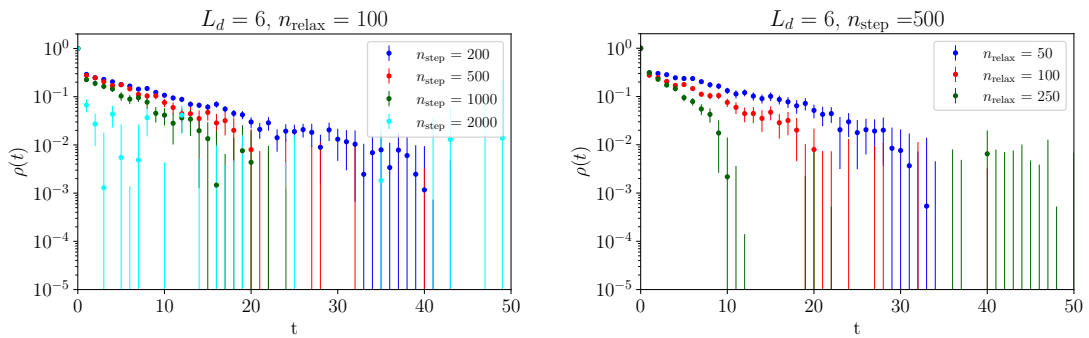 L_d = 6, n_relax = 100
ρ(t)
10^0
10^−1
10^−2
10^−3
10^−4
10^−5
n_step = 200
n_step = 500
n_step = 1000
n_step = 2000
0 10 20 30 40 50
t
L_d = 6, n_step =500
ρ(t)
10^0
10^−1
10^−2
10^−3
10^−4
10^−5
n_relax = 50
n_relax = 100
n_relax = 250
0 10 20 30 40 50
t